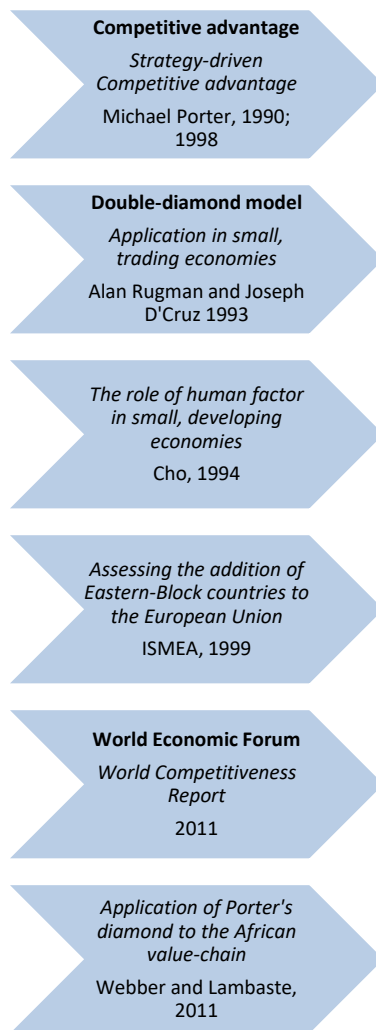 Competitive advantage
Strategy-driven
Competitive advantage
Michael Porter, 1990;
1998
Double-diamond model
Application in small,
trading economies
Alan Rugman and Joseph
D'Cruz 1993
The role of human factor
in small, developing
economies
Cho, 1994
Assessing the addition of
Eastern-Block countries to
the European Union
ISMEA, 1999
World Economic Forum
World Competitiveness
Report
2011
Application of Porter's
diamond to the African
value-chain
Webber and Lambaste,
2011